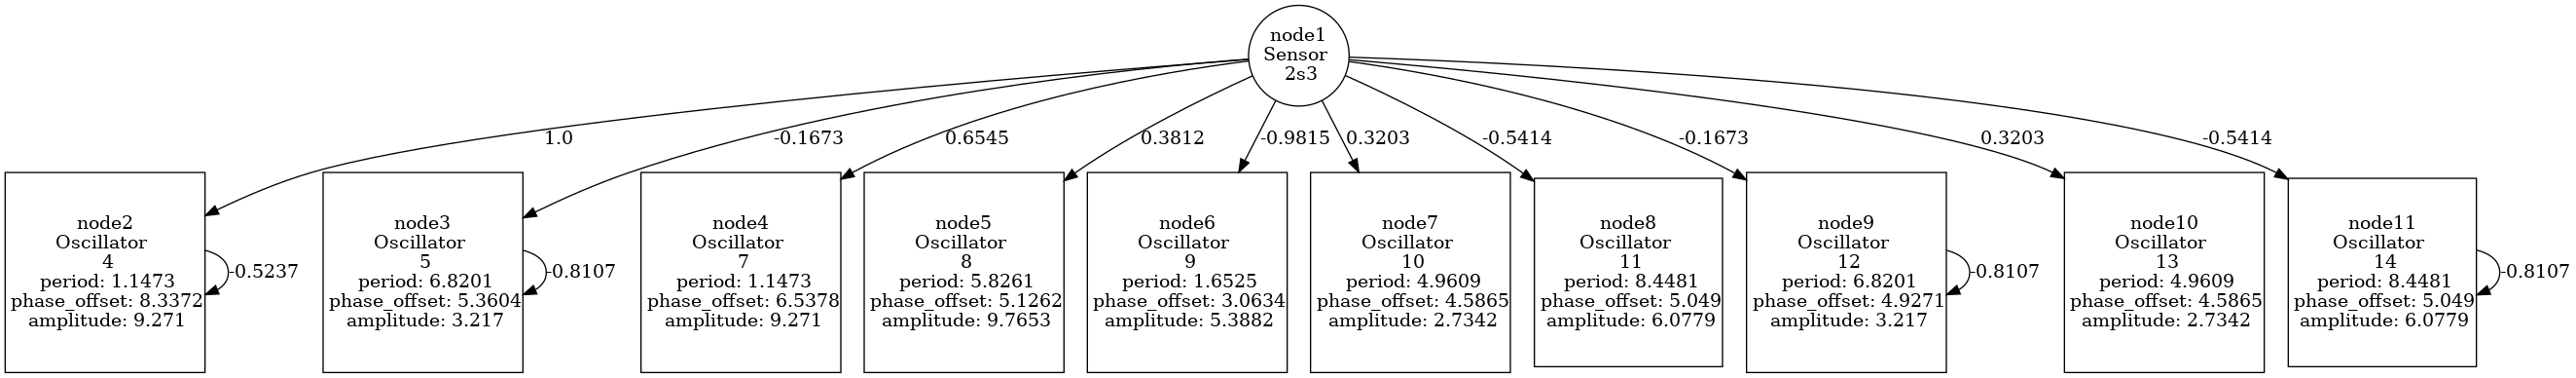 node1
Sensor
2s3
1.0
-0.1673
0.6545
0.3812
-0.9815
0.3203
-0.5414
-0.1673
0.3203
-0.5414
node2
Oscillator
4
period: 1.1473
phase_offset: 8.3372
amplitude: 9.271
-0.5237
node3
Oscillator
5
period: 6.8201
phase_offset: 5.3604
amplitude: 3.217
-0.8107
node4
Oscillator
7
period: 1.1473
phase_offset: 6.5378
amplitude: 9.271
node5
Oscillator
8
period: 5.8261
phase_offset: 5.1262
amplitude: 9.7653
node6
Oscillator
9
period: 1.6525
phase_offset: 3.0634
amplitude: 5.3882
node7
Oscillator
10
period: 4.9609
phase_offset: 4.5865
amplitude: 2.7342
node8
Oscillator
11
period: 8.4481
phase_offset: 5.049
amplitude: 6.0779
node9
Oscillator
12
period: 6.8201
phase_offset: 4.9271
amplitude: 3.217
-0.8107
node10
Oscillator
13
period: 4.9609
phase_offset: 4.5865
amplitude: 2.7342
node11
Oscillator
14
period: 8.4481
phase_offset: 5.049
amplitude: 6.0779
-0.8107